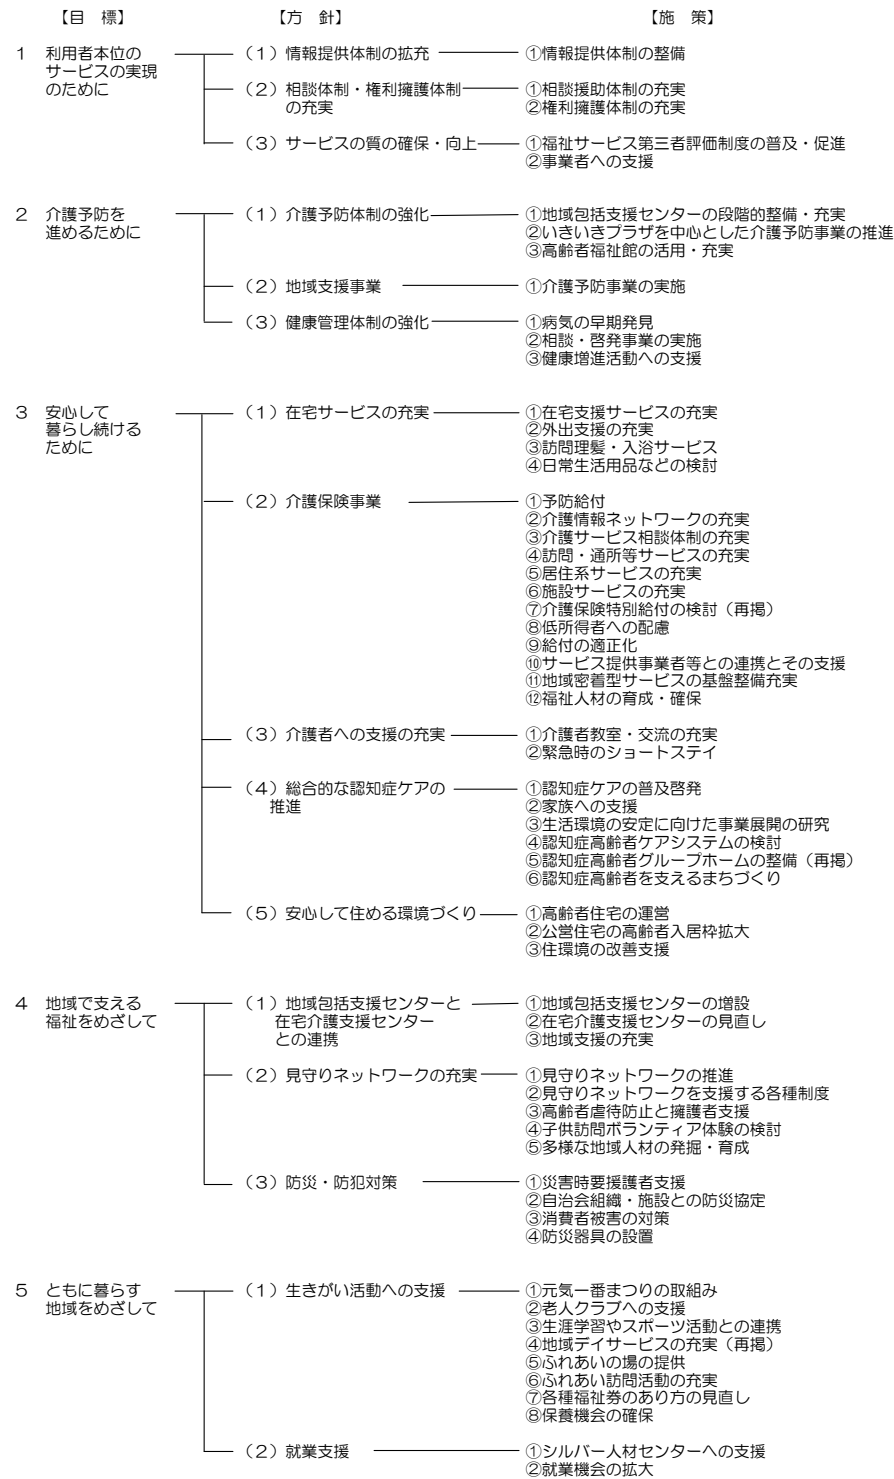 【目　標】　【方　針】　【施　策】
1　利用者本位の
サービスの実現
のために
（1）情報提供体制の拡充
①情報提供体制の整備
（2）相談体制・権利擁護体制
の充実
①相談援助体制の充実
②権利擁護体制の充実
（3）サービスの質の確保・向上
①福祉サービス第三者評価制度の普及・促進
②事業者への支援
2　介護予防を
進めるために
（1）介護予防体制の強化
①地域包括支援センターの段階的整備・充実
②いきいきプラザを中心とした介護予防事業の推進
③高齢者福祉館の活用・充実
（2）地域支援事業
①介護予防事業の実施
（3）健康管理体制の強化
①病気の早期発見
②相談・啓発事業の実施
③健康増進活動への支援
3　安心して
暮らし続ける
ために
（1）在宅サービスの充実
①在宅支援サービスの充実
②外出支援の充実
③訪問理髪・入浴サービス
④日常生活用品などの検討
（2）介護保険事業
①予防給付
②介護情報ネットワークの充実
③介護サービス相談体制の充実
④訪問・通所等サービスの充実
⑤居住系サービスの充実
⑥施設サービスの充実
⑦介護保険特別給付の検討（再掲）
⑧低所得者への配慮
⑨給付の適正化
⑩サービス提供事業者等との連携とその支援
⑪地域密着型サービスの基盤整備充実
⑫福祉人材の育成・確保
（3）介護者への支援の充実
①介護者教室・交流の充実
②緊急時のショートステイ
（4）総合的な認知症ケアの
推進
①認知症ケアの普及啓発
②家族への支援
③生活環境の安定に向けた事業展開の研究
④認知症高齢者ケアシステムの検討
⑤認知症高齢者グループホームの整備（再掲）
⑥認知症高齢者を支えるまちづくり
（5）安心して住める環境づくり
①高齢者住宅の運営
②公営住宅の高齢者入居枠拡大
③住環境の改善支援
4　地域で支える
福祉をめざして
（1）地域包括支援センターと
在宅介護支援センター
との連携
①地域包括支援センターの増設
②在宅介護支援センターの見直し
③地域支援の充実
（2）見守りネットワークの充実
①見守りネットワークの推進
②見守りネットワークを支援する各種制度
③高齢者虐待防止と擁護者支援
④子供訪問ボランティア体験の検討
⑤多様な地域人材の発掘・育成
（3）防災・防犯対策
①災害時要援護者支援
②自治会組織・施設との防災協定
③消費者被害の対策
④防災器具の設置
5　ともに暮らす
地域をめざして
（1）生きがい活動への支援
①元気一番まつりの取組み
②老人クラブへの支援
③生涯学習やスポーツ活動との連携
④地域デイサービスの充実（再掲）
⑤ふれあいの場の提供
⑥ふれあい訪問活動の充実
⑦各種福祉券のあり方の見直し
⑧保養機会の確保
（2）就業支援
①シルバー人材センターへの支援
②就業機会の拡大